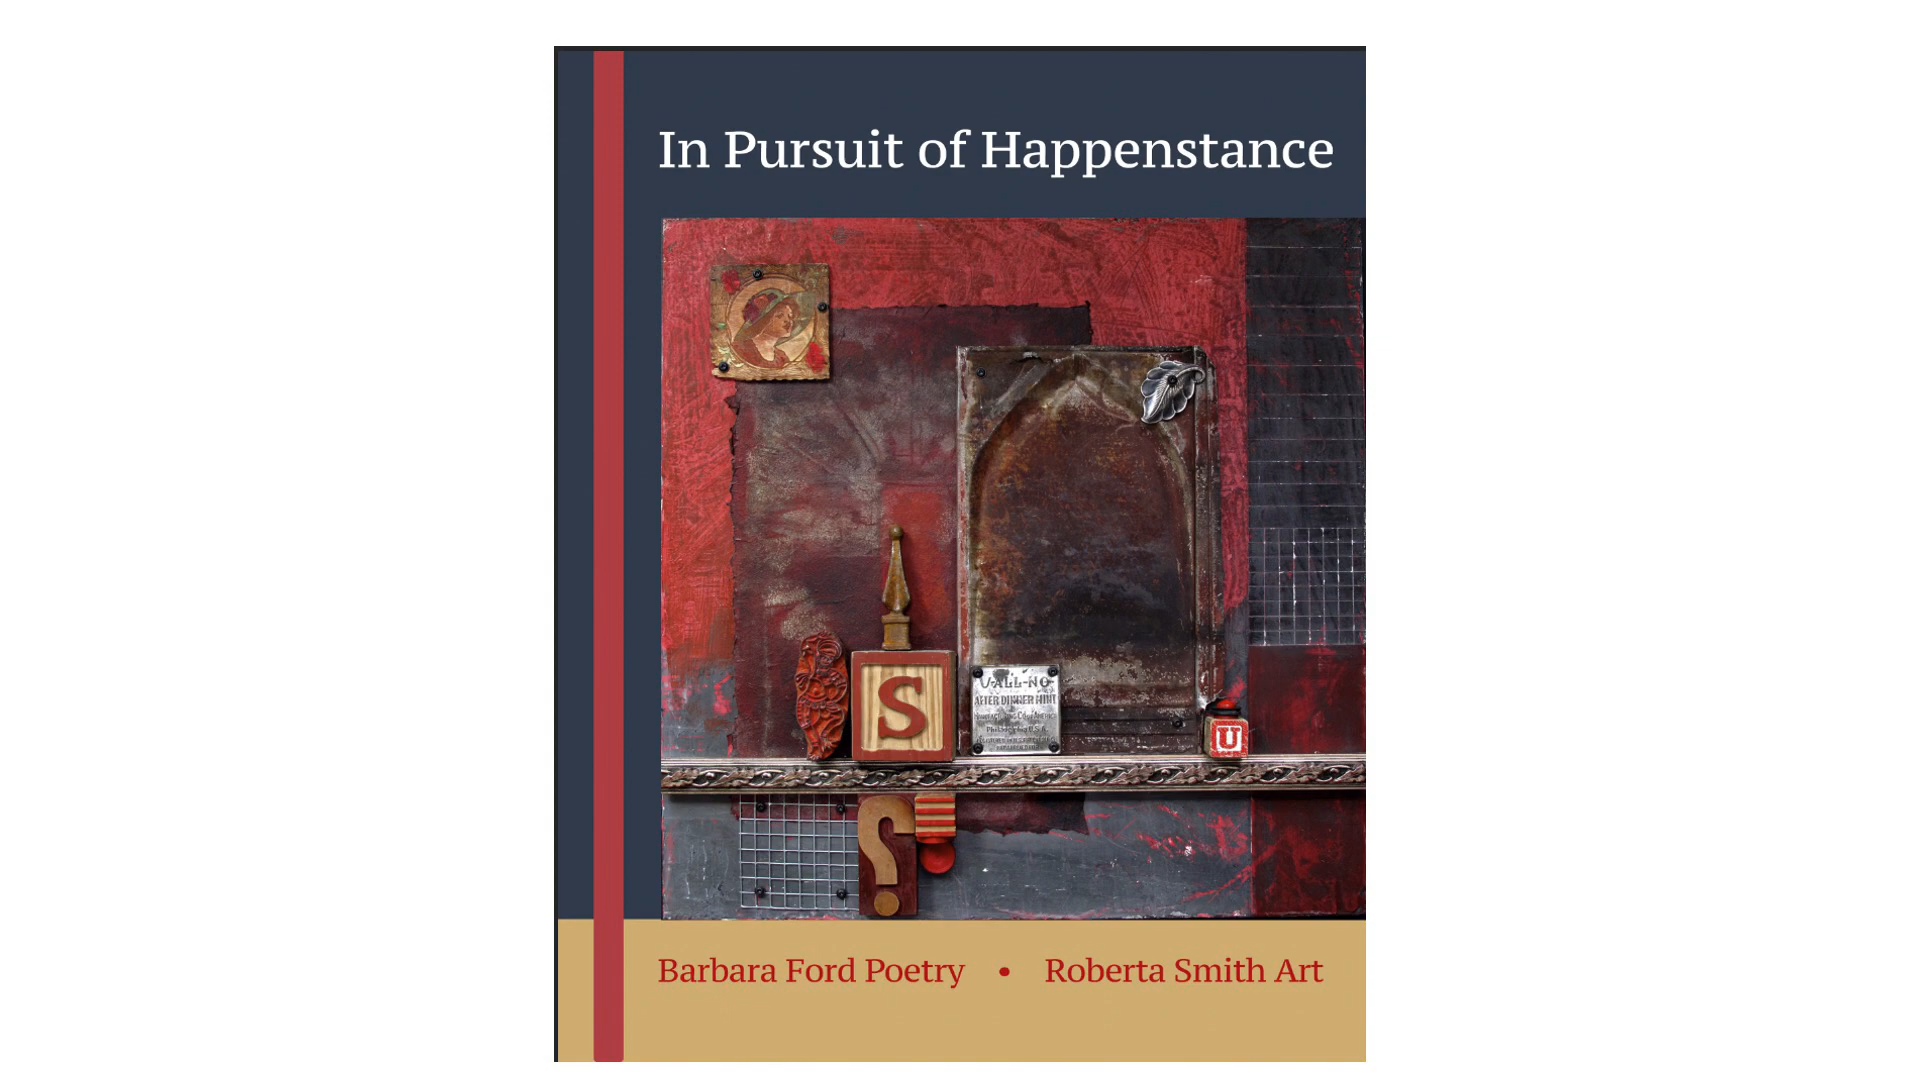 In Pursuit of Happenstance
S
U-ALL-NO
AFTER DINNER MINT
U
?
Barbara Ford Poetry • Roberta Smith Art